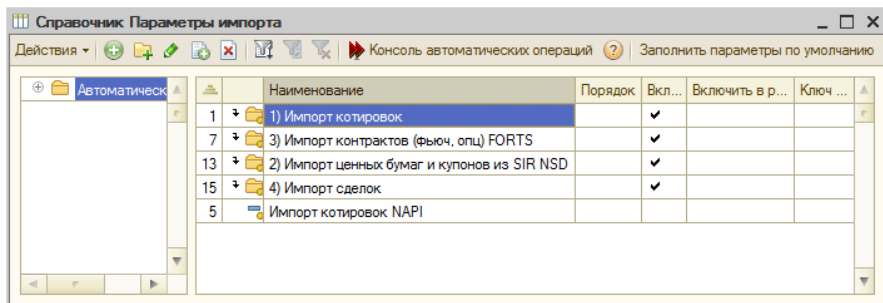 Справочник Параметры импорта
Действия Консоль автоматических операций Заполнить параметры по умолчанию
Автоматическ Наименование Порядок Вкл... Включить в р... Ключ ...
1 1) Импорт котировок
7 3) Импорт контрактов (фьюч, опц) FORTS
13 2) Импорт ценных бумаг и купонов из SIR NSD
15 4) Импорт сделок
5 Импорт котировок NAPI